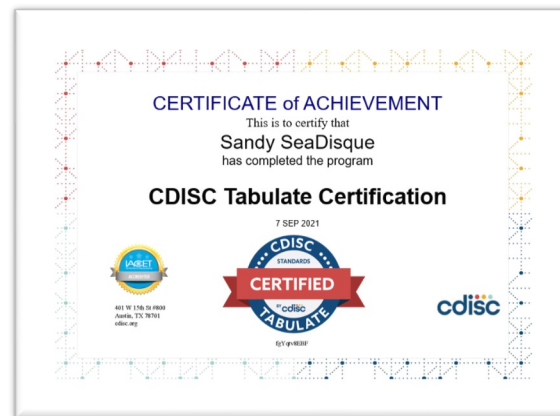 CERTIFICATE of ACHIEVEMENT
This is to certify that
Sandy SeaDisque
has completed the program
CDISC Tabulate Certification
7 SEP 2021
IACET
ACCREDITED
401 W 15th St #800
Austin, TX 78701
cdisc.org
CDISC
STANDARDS
CERTIFIED
BY cdisc
TABULATE
cdisc